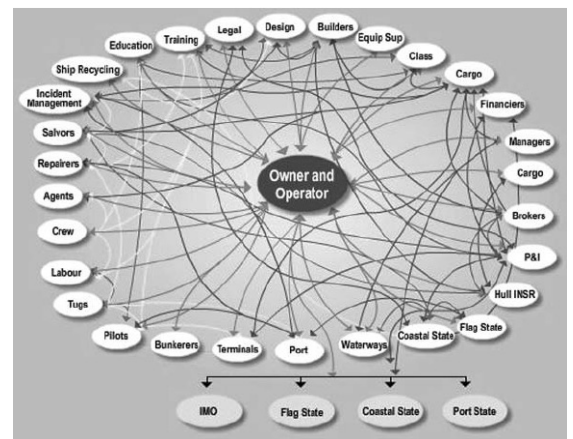 Legal
Design
Builders
Training
Equip Sup
Education
Class
Ship Recycling
Cargo
Incident
Management
Financiers
Salvors
Managers
Repairers
Owner and
Operator
Cargo
Agents
Brokers
Crew
P&I
Labour
Hull INSR
Tugs
Flag State
Pilots
Coastal State
Bunkerers
Terminals
Port
Waterways
IMO
Flag State
Coastal State
Port State